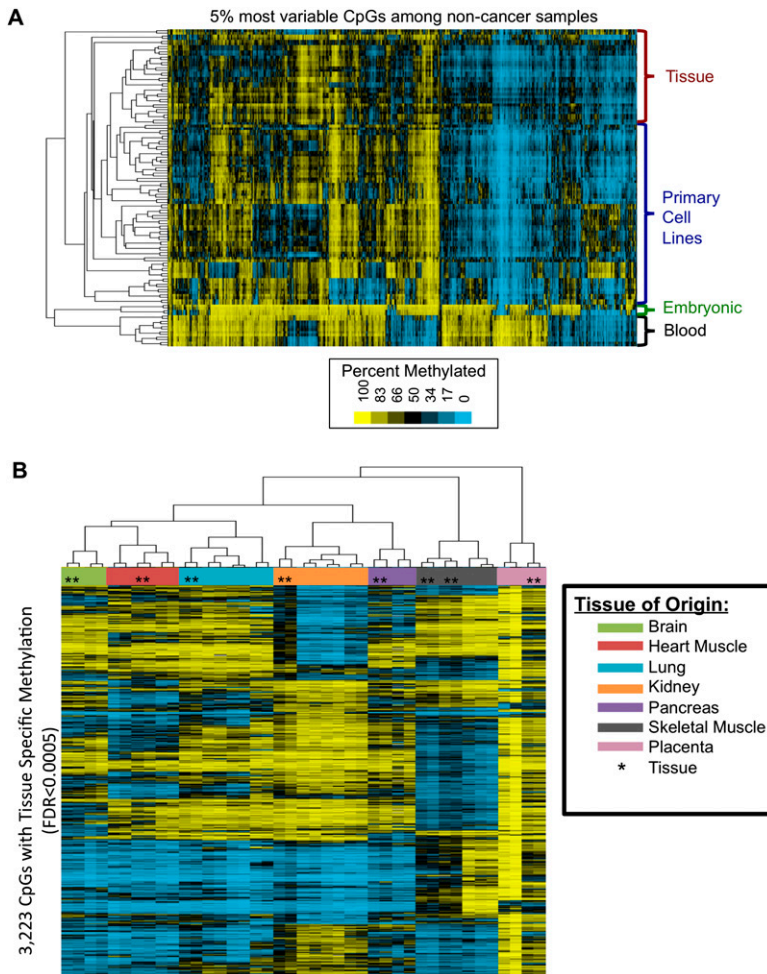 A
5% most variable CpGs among non-cancer samples
Tissue
Primary
Cell
Lines
Embryonic
Blood
Percent Methylated
100 83 66 50 34 17 0
B
** ** ** ** ** ** ** **
3,223 CpGs with Tissue Specific Methylation
(FDR<0.0005)
Tissue of Origin:
Brain
Heart Muscle
Lung
Kidney
Pancreas
Skeletal Muscle
Placenta
* Tissue